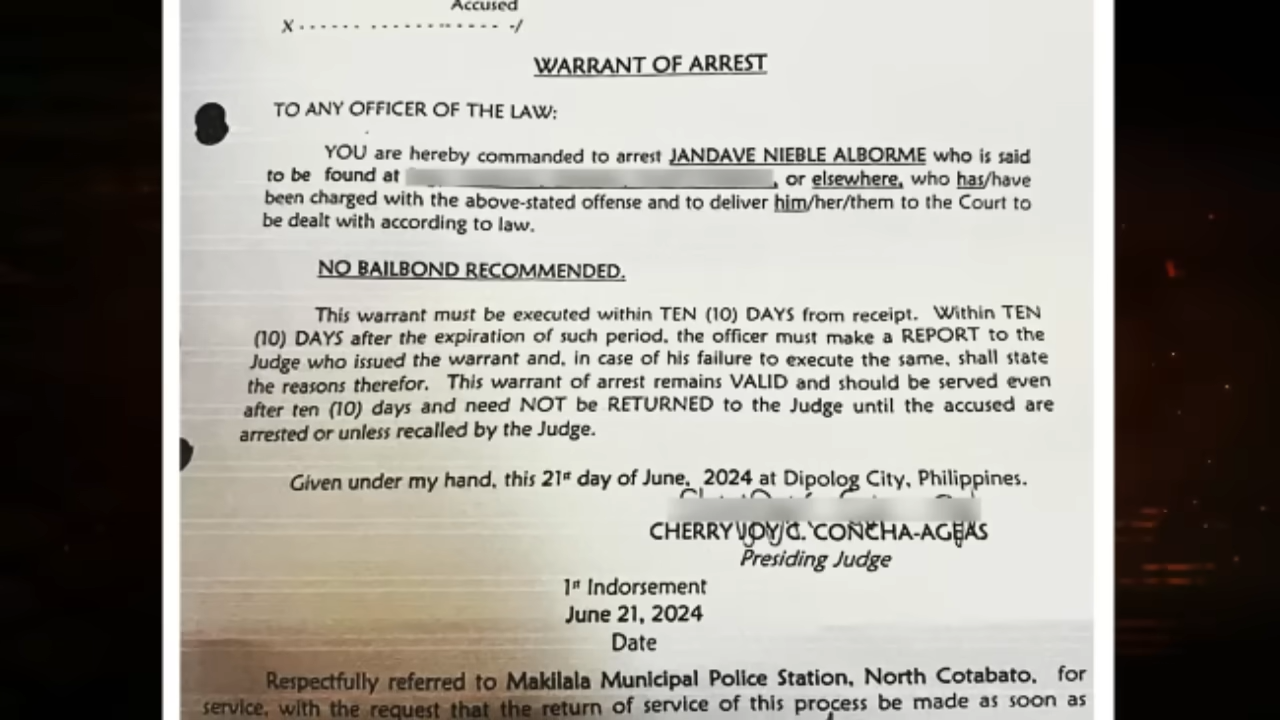 Accused
X - - - - - - - - - - - - - - - - - -/
WARRANT OF ARREST
TO ANY OFFICER OF THE LAW:
YOU are hereby commanded to arrest JANDAVE NIEBLE ALBORME who is said
to be found at , or elsewhere, who has/have
been charged with the above-stated offense and to deliver him/her/them to the Court to
be dealt with according to law.
NO BAILBOND RECOMMENDED.
This warrant must be executed within TEN (10) DAYS from receipt. Within TEN
(10) DAYS after the expiration of such period, the officer must make a REPORT to the
Judge who issued the warrant and, in case of his failure to execute the same, shall state
the reasons therefor. This warrant of arrest remains VALID and should be served even
after ten (10) days and need NOT be RETURNED to the Judge until the accused are
arrested or unless recalled by the Judge.
Given under my hand, this 21st day of June, 2024 at Dipolog City, Philippines.
CHERRY JOY C. CONCHA-AGEAS
Presiding Judge
1st Indorsement
June 21, 2024
Date
Respectfully referred to Makilala Municipal Police Station, North Cotabato, for
service, with the request that the return of service of this process be made as soon as